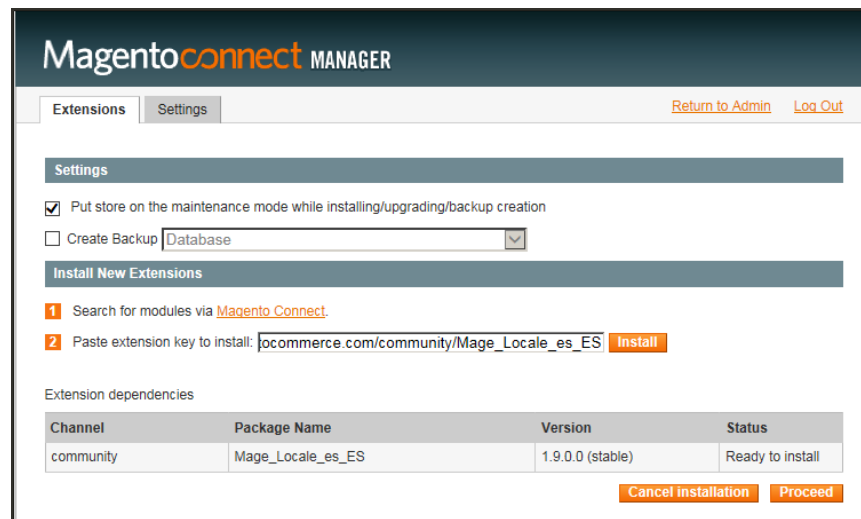 Magentoconnect MANAGER
Extensions Settings Return to Admin Log Out
Settings
Put store on the maintenance mode while installing/upgrading/backup creation
Create Backup Database
Install New Extensions
1 Search for modules via Magento Connect.
2 Paste extension key to install: tocommerce.com/community/Mage_Locale_es_ES Install
Extension dependencies
Channel Package Name Version Status
community Mage_Locale_es_ES 1.9.0.0 (stable) Ready to install
Cancel installation Proceed